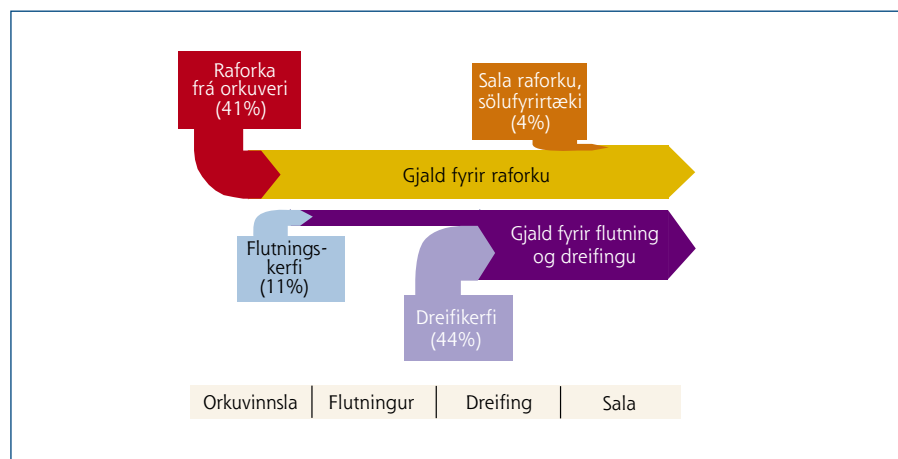 Raforka
frá orkuveri
(41%)
Sala raforku,
sölufyrirtæki
(4%)
Gjald fyrir raforku
Flutnings-
kerfi
(11%)
Gjald fyrir flutning
og dreifingu
Dreifikerfi
(44%)
Orkuvinnsla
Flutningur
Dreifing
Sala